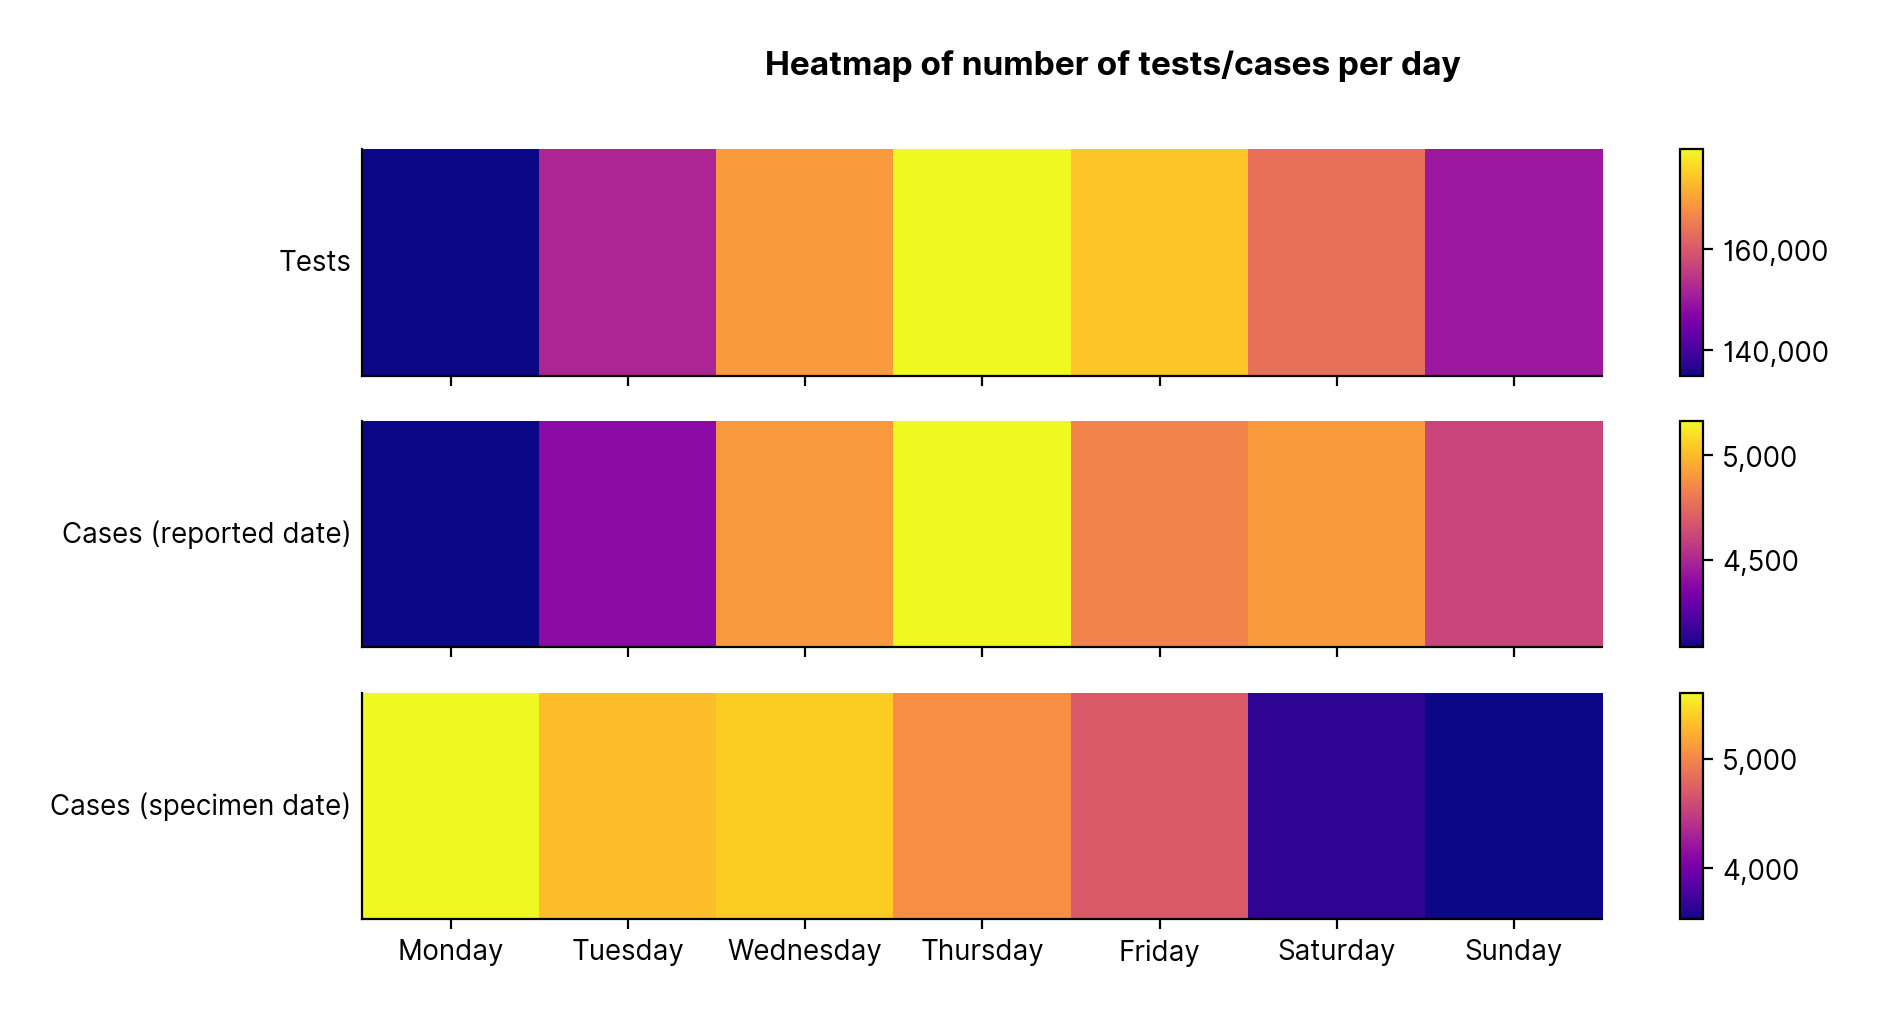 Heatmap of number of tests/cases per day
Tests
160,000
140,000
Cases (reported date)
5,000
4,500
Cases (specimen date)
5,000
4,000
Monday Tuesday Wednesday Thursday Friday Saturday Sunday